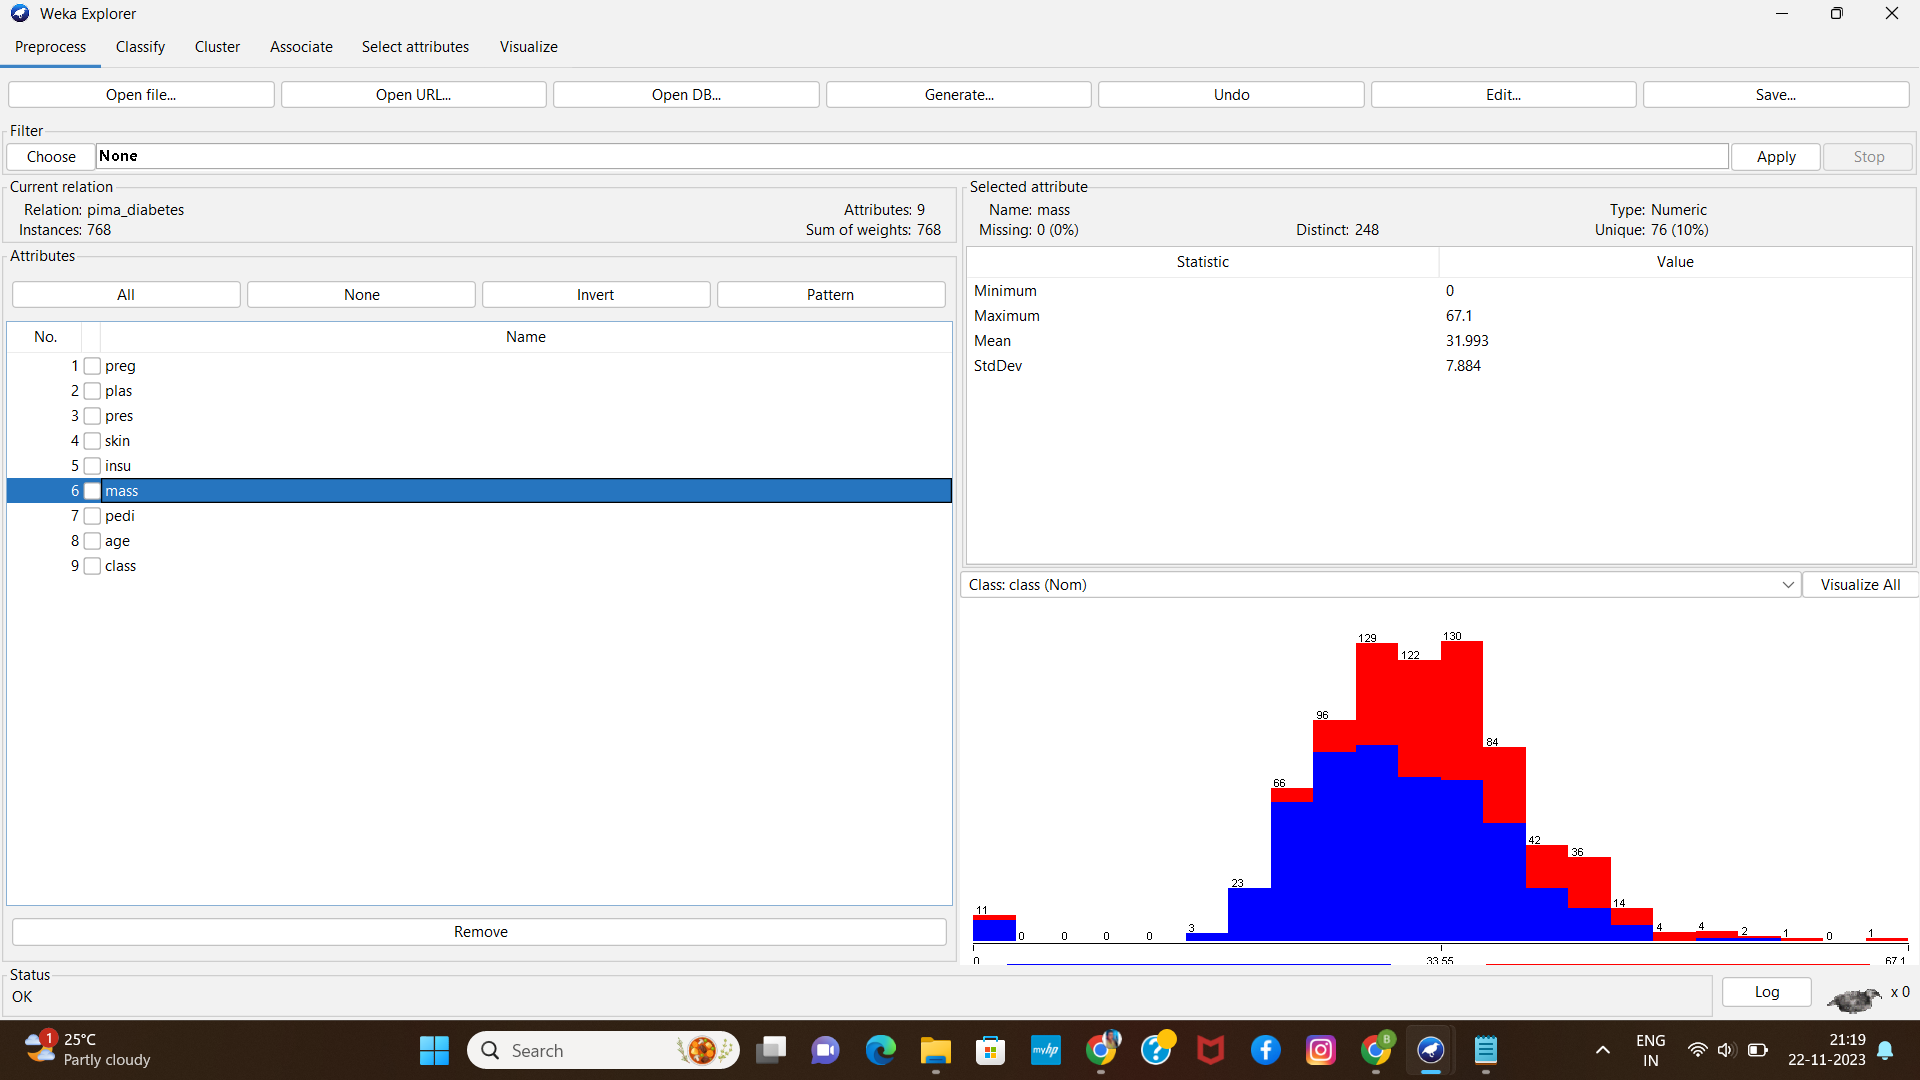 Weka Explorer
Preprocess Classify Cluster Associate Select attributes Visualize
Open file... Open URL... Open DB... Generate... Undo Edit... Save...
Filter
Choose None Apply Stop
Current relation
Relation: pima_diabetes Attributes: 9
Instances: 768 Sum of weights: 768
Selected attribute
Name: mass Type: Numeric
Missing: 0 (0%) Distinct: 248 Unique: 76 (10%)
Attributes
All None Invert Pattern
No. Name
1 preg
2 plas
3 pres
4 skin
5 insu
6 mass
7 pedi
8 age
9 class
Remove
Statistic Value
Minimum 0
Maximum 67.1
Mean 31.993
StdDev 7.884
Class: class (Nom) Visualize All
11 0 0 0 0 3 23 66 96 129 122 130 84 42 36 14 4 4 2 1 0 1
0 33.55 67.1
Status
OK
Log x 0
1 25°C
Partly cloudy
Search
myhp
?
B
ENG
IN
21:19
22-11-2023